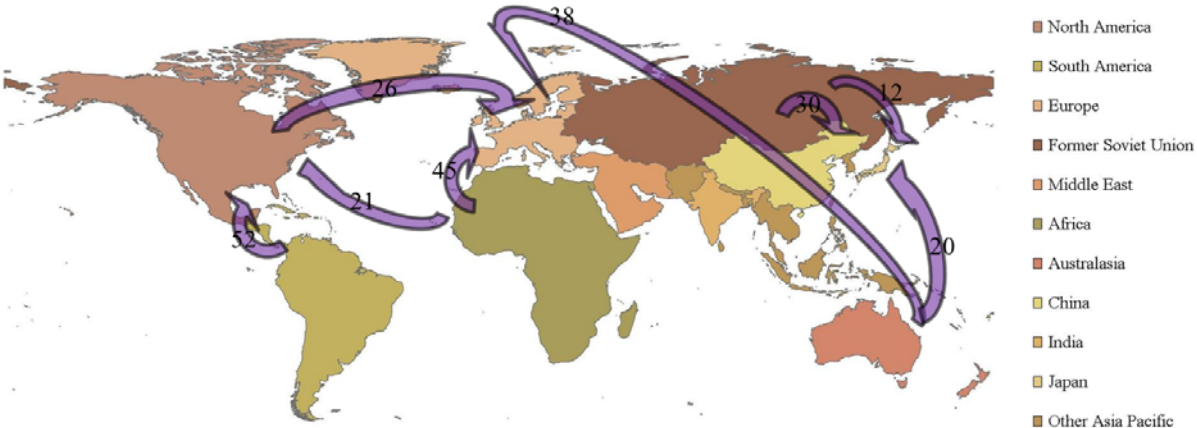 38
26
30
12
45
21
52
20
North America
South America
Europe
Former Soviet Union
Middle East
Africa
Australasia
China
India
Japan
Other Asia Pacific